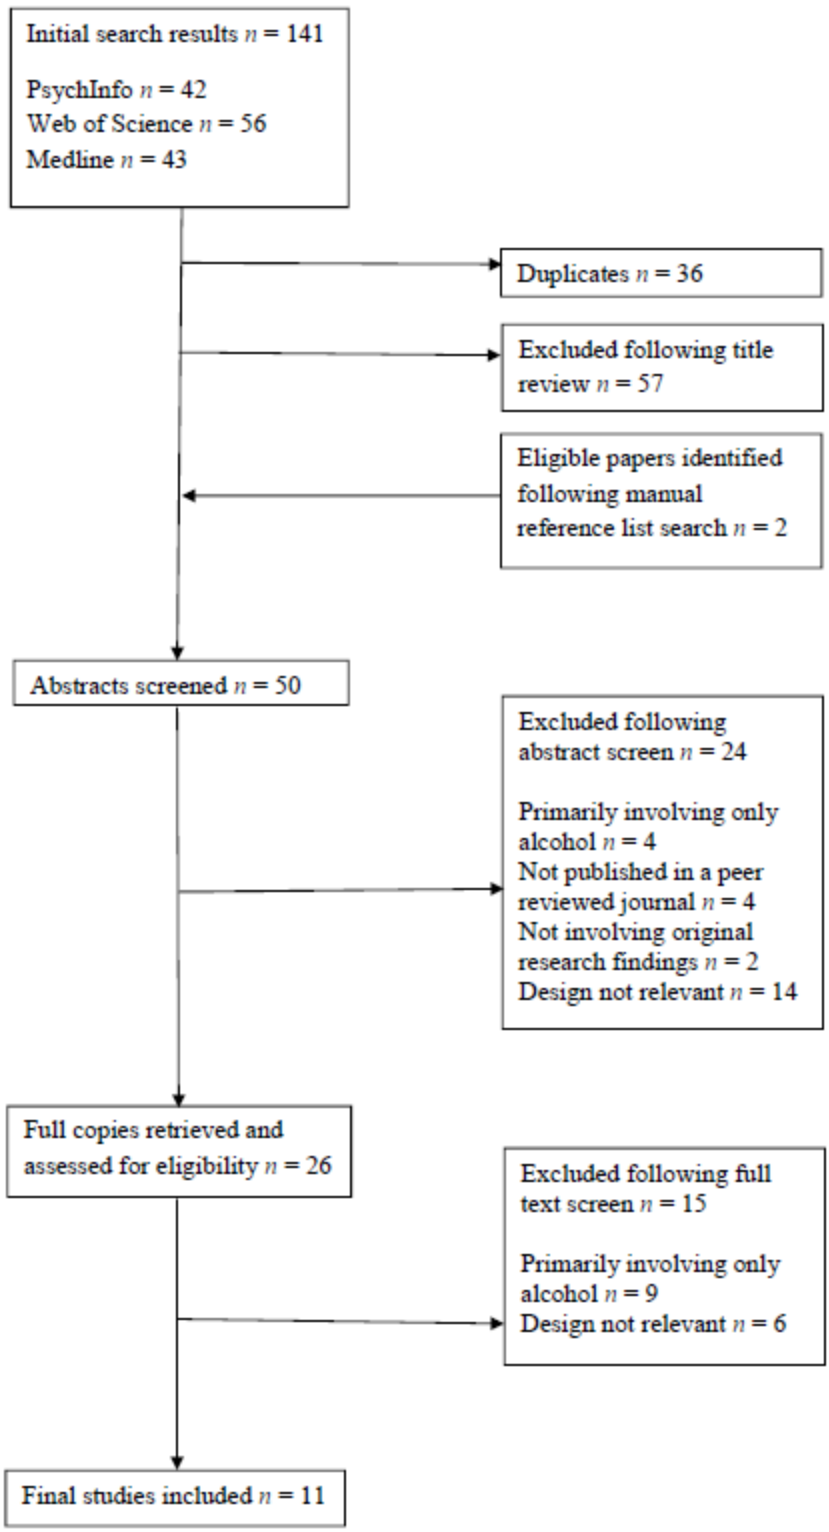 Initial search results n = 141
PsychInfo n = 42
Web of Science n = 56
Medline n = 43
Duplicates n = 36
Excluded following title
review n = 57
Eligible papers identified
following manual
reference list search n = 2
Abstracts screened n = 50
Excluded following
abstract screen n = 24
Primarily involving only
alcohol n = 4
Not published in a peer
reviewed journal n = 4
Not involving original
research findings n = 2
Design not relevant n = 14
Full copies retrieved and
assessed for eligibility n = 26
Excluded following full
text screen n = 15
Primarily involving only
alcohol n = 9
Design not relevant n = 6
Final studies included n = 11